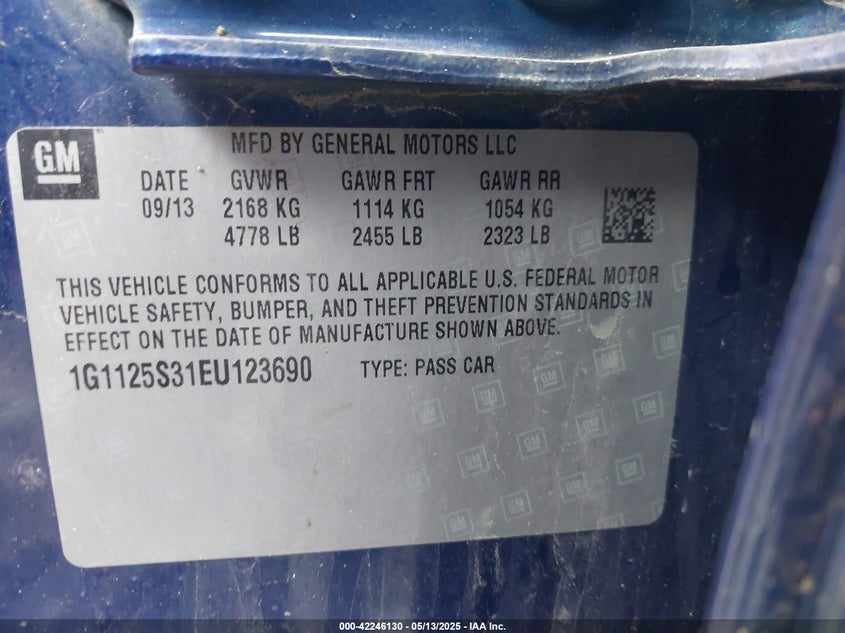 GM
MFD BY GENERAL MOTORS LLC
DATE GVWR GAWR FRT GAWR RR
09/13 2168 KG 1114 KG 1054 KG
4778 LB 2455 LB 2323 LB
THIS VEHICLE CONFORMS TO ALL APPLICABLE U.S. FEDERAL MOTOR
VEHICLE SAFETY, BUMPER, AND THEFT PREVENTION STANDARDS IN
EFFECT ON THE DATE OF MANUFACTURE SHOWN ABOVE.
1G1125S31EU123690 TYPE: PASS CAR
000-42246130 - 05/13/2025 - IAA, Inc.